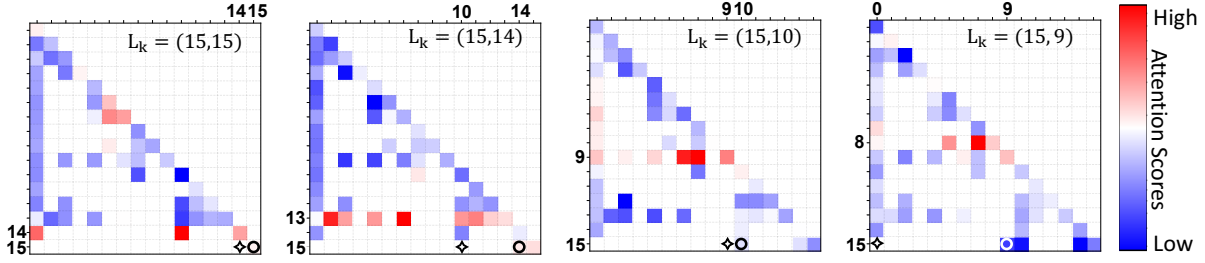 1415
L_k = (15,15)
14
15
10 14
L_k = (15,14)
13
15
910
L_k = (15,10)
9
15
0 9
L_k = (15, 9)
8
15
High
Attention Scores
Low